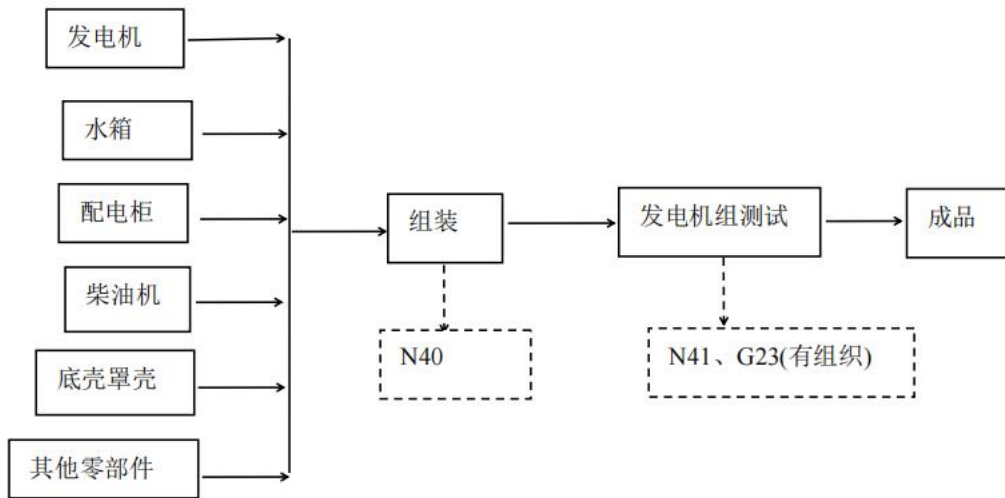 发电机
水箱
配电柜
柴油机
底壳罩壳
其他零部件
组装
发电机组测试
成品
N40
N41、G23(有组织)